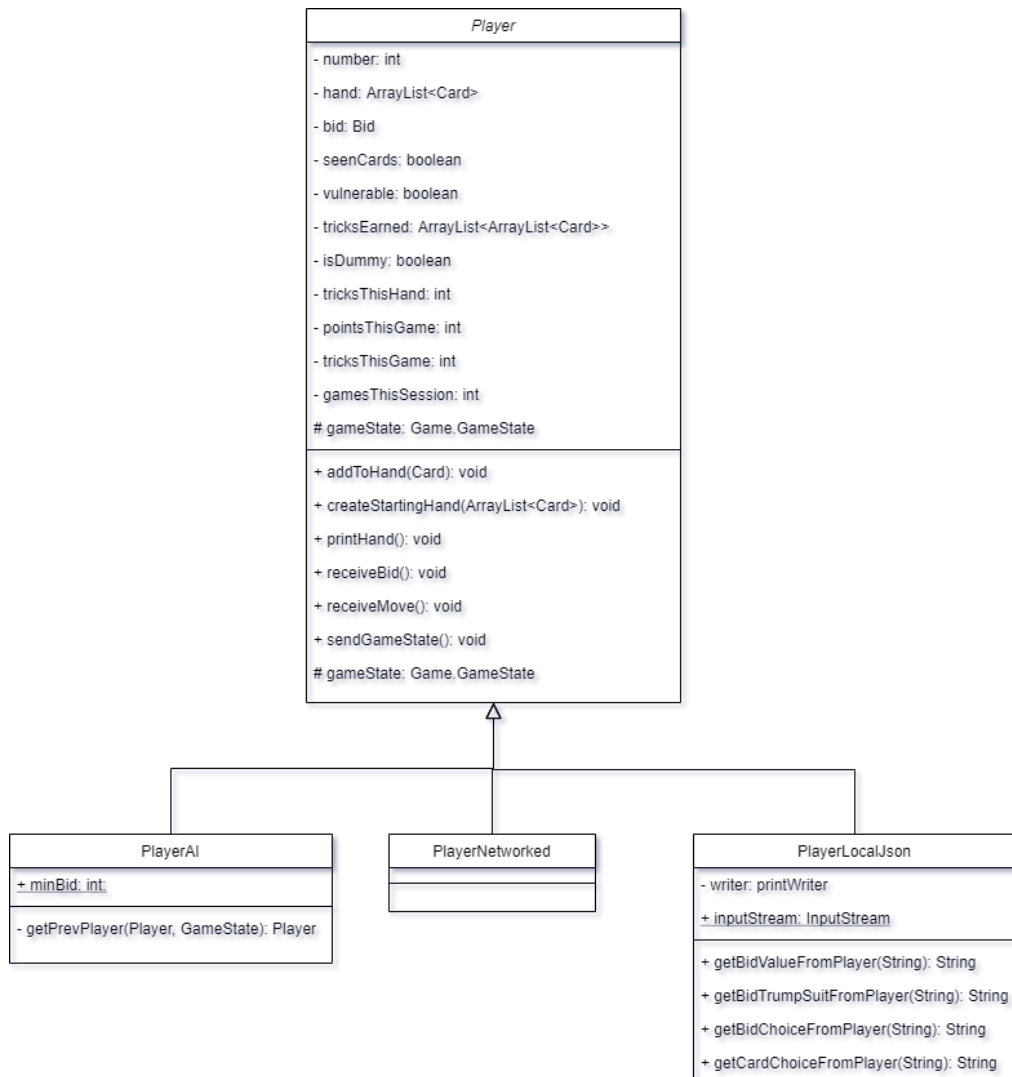 Player
- number: int
- hand: ArrayList<Card>
- bid: Bid
- seenCards: boolean
- vulnerable: boolean
- tricksEarned: ArrayList<ArrayList<Card>>
- isDummy: boolean
- tricksThisHand: int
- pointsThisGame: int
- tricksThisGame: int
- gamesThisSession: int
# gameState: Game.GameState
+ addToHand(Card): void
+ createStartingHand(ArrayList<Card>): void
+ printHand(): void
+ receiveBid(): void
+ receiveMove(): void
+ sendGameState(): void
# gameState: Game.GameState
PlayerAI
+ minBid: int:
- getPrevPlayer(Player, GameState): Player
PlayerNetworked
PlayerLocalJson
- writer: printWriter
+ inputStream: InputStream
+ getBidValueFromPlayer(String): String
+ getBidTrumpSuitFromPlayer(String): String
+ getBidChoiceFromPlayer(String): String
+ getCardChoiceFromPlayer(String): String